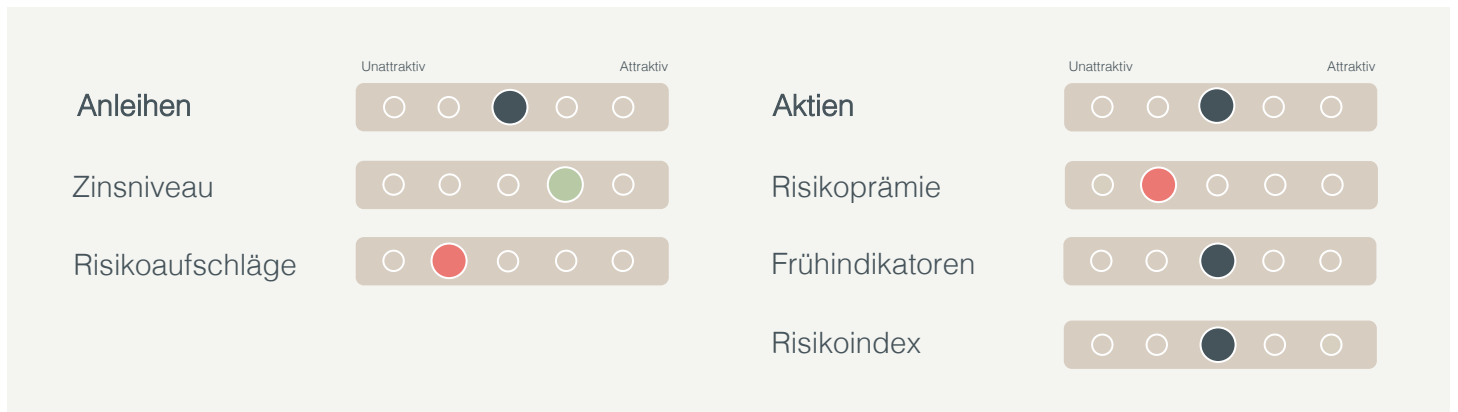 Unattraktiv Attraktiv
Anleihen
Zinsniveau
Risikoaufschläge
Unattraktiv Attraktiv
Aktien
Risikoprämie
Frühindikatoren
Risikoindex